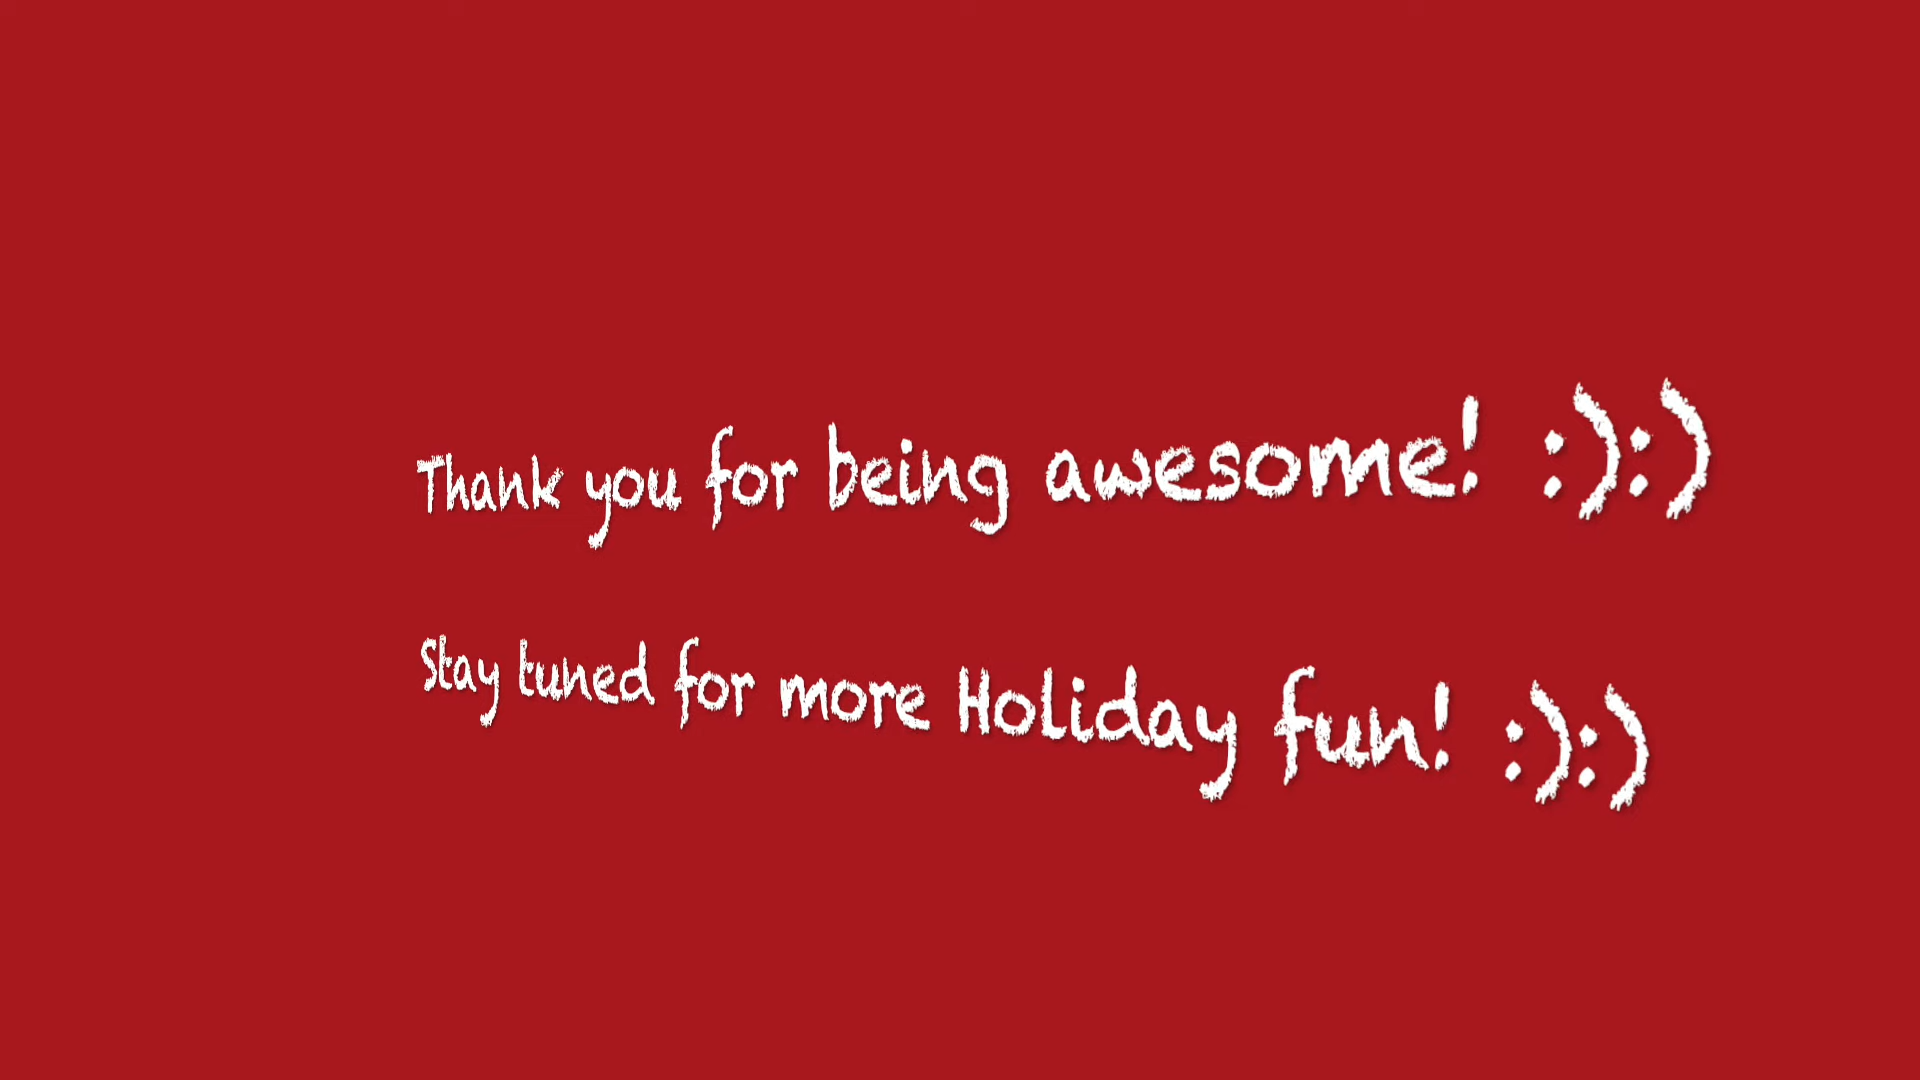 Thank you for being awesome! :):)
Stay tuned for more Holiday fun! :):)